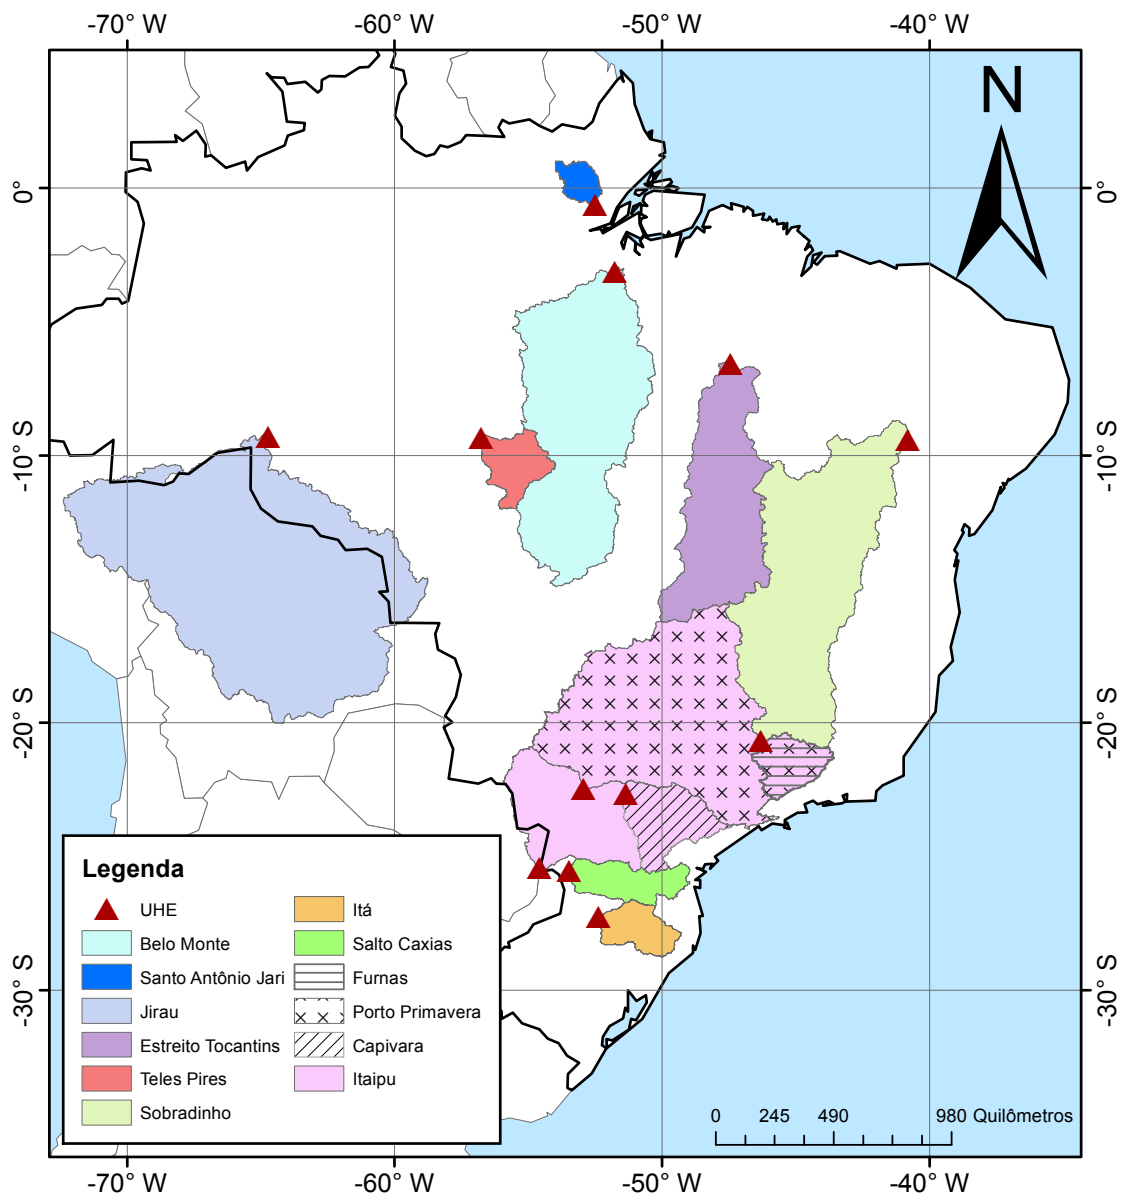 -70° W -60° W -50° W -40° W
N
0° 0°
-10° S -10° S
-20° S -20° S
-30° S -30° S
Legenda
UHE Itá
Belo Monte Salto Caxias
Santo Antônio Jari Furnas
Jirau Porto Primavera
Estreito Tocantins Capivara
Teles Pires Itaipu
Sobradinho
0 245 490 980 Quilômetros
-70° W -60° W -50° W -40° W